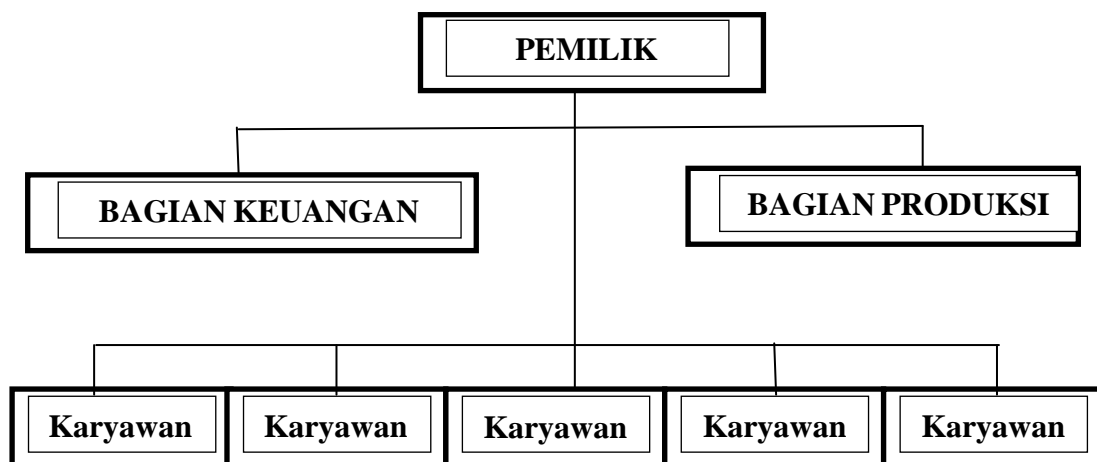 PEMILIK
BAGIAN KEUANGAN
BAGIAN PRODUKSI
Karyawan
Karyawan
Karyawan
Karyawan
Karyawan